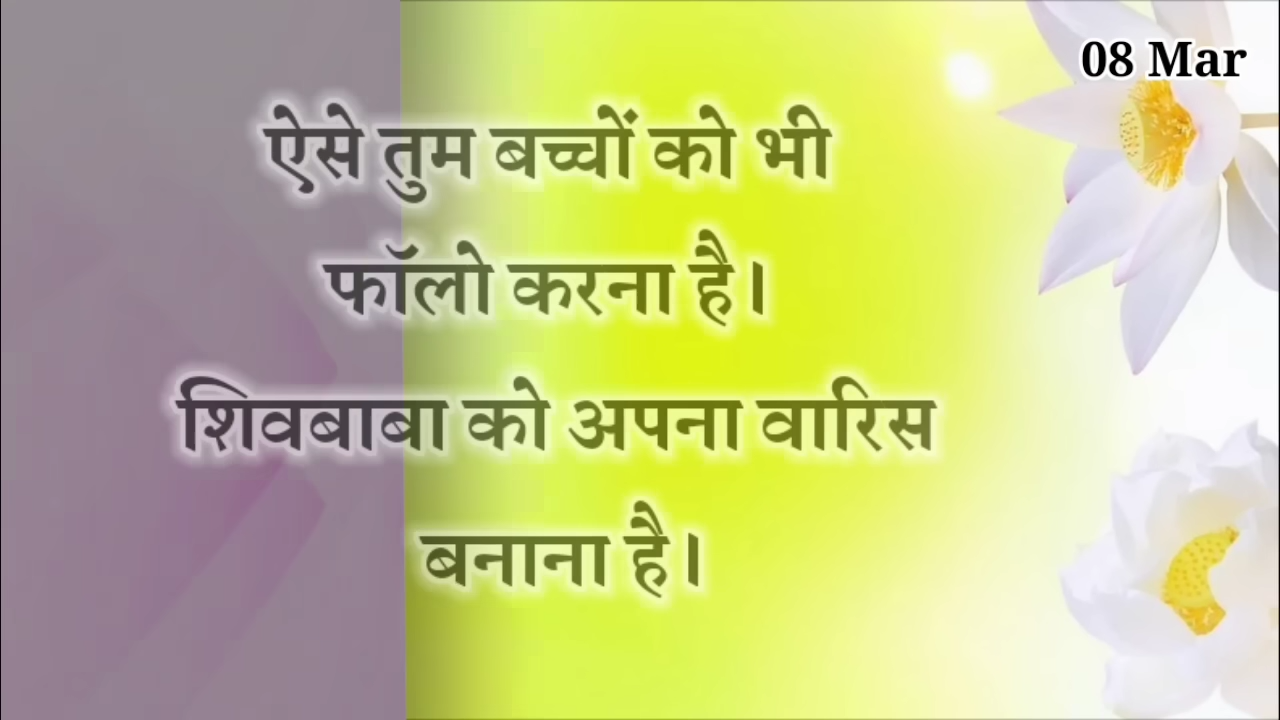 08 Mar
ऐसे तुम बच्चों को भी
फॉलो करना है।
शिवबाबा को अपना वारिस
बनाना है।